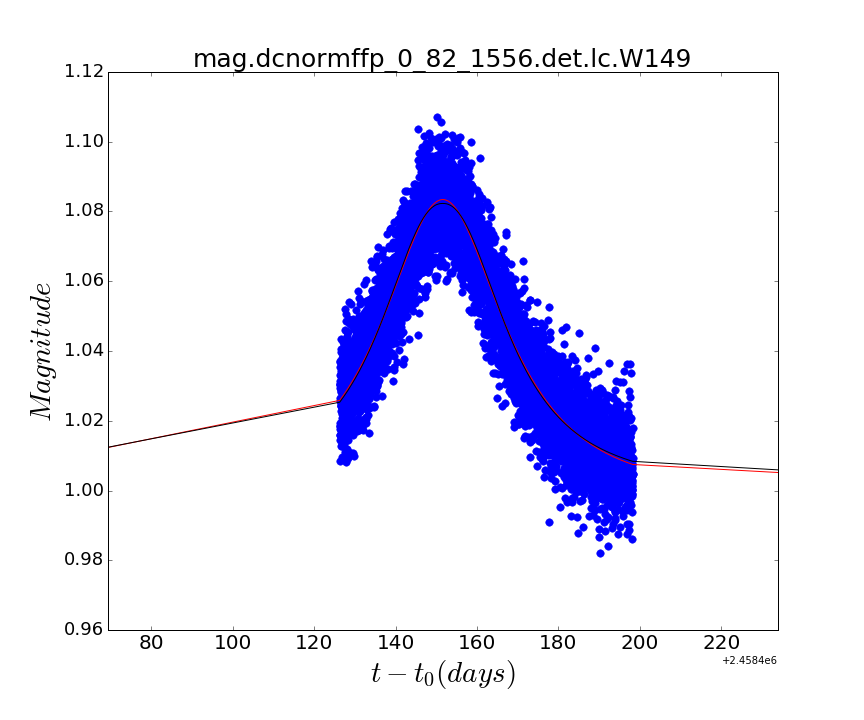 mag.dcnormffp_0_82_1556.det.lc.W149
1.12
1.10
1.08
1.06
1.04
1.02
1.00
0.98
0.96
Magnitude
80 100 120 140 160 180 200 220
+2.4584e6
t − t₀(days)